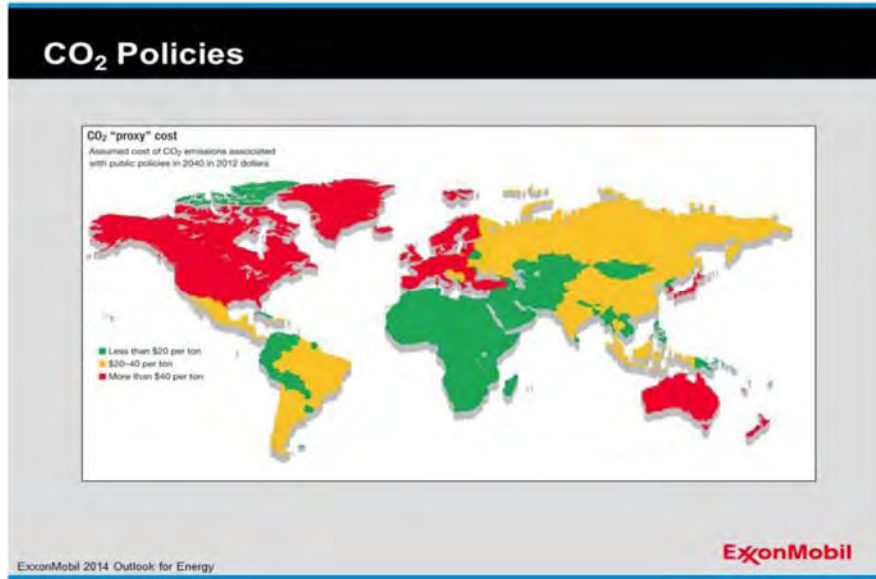 CO₂ Policies
CO₂ "proxy" cost
Assumed cost of CO₂ emissions associated
with public policies in 2040 in 2012 dollars
Less than $20 per ton
$20–40 per ton
More than $40 per ton
ExxonMobil 2014 Outlook for Energy
ExxonMobil